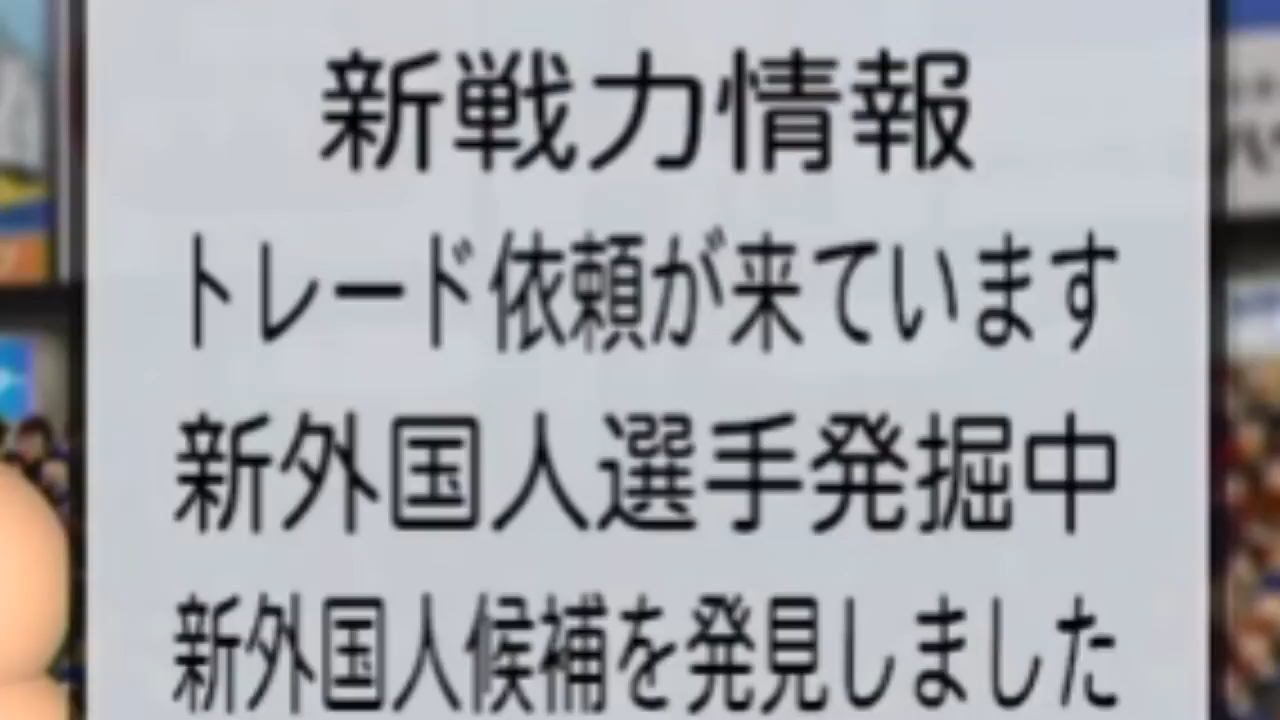 新戦力情報
トレード依頼が来ています
新外国人選手発掘中
新外国人候補を発見しました